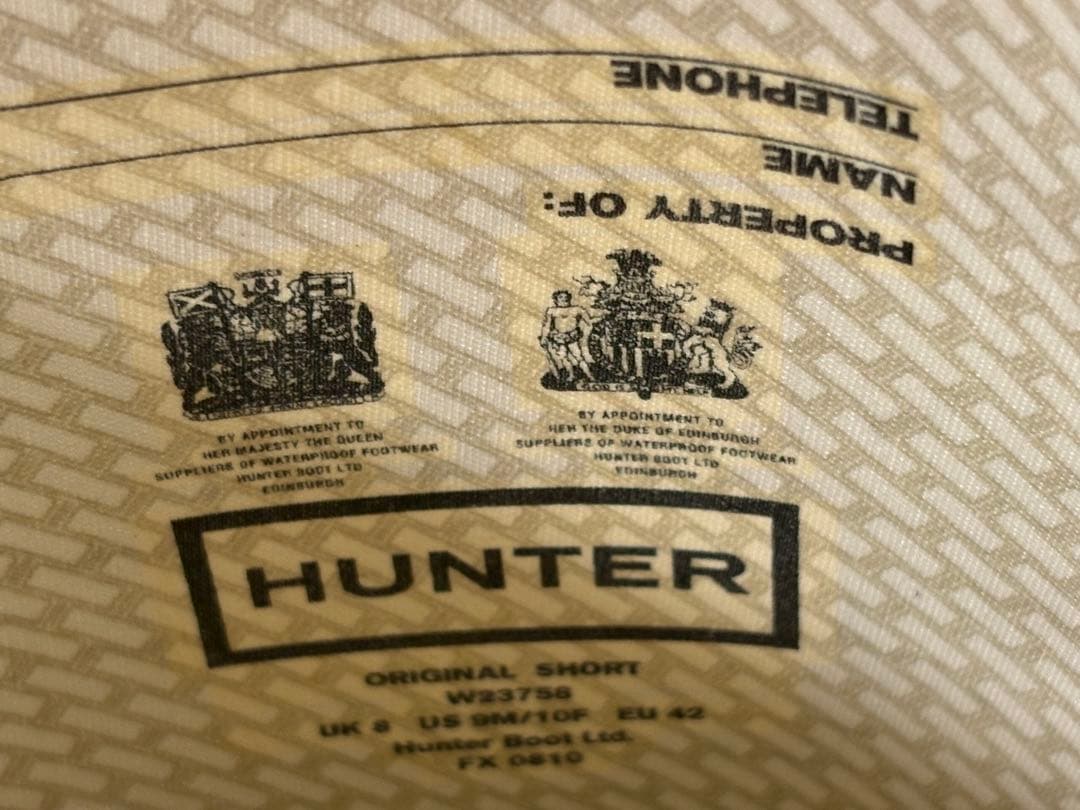 PROPERTY OF:
NAME
TELEPHONE
BY APPOINTMENT TO
HER MAJESTY THE QUEEN
SUPPLIERS OF WATERPROOF FOOTWEAR
HUNTER BOOT LTD
EDINBURGH
BY APPOINTMENT TO
HRH THE DUKE OF EDINBURGH
SUPPLIERS OF WATERPROOF FOOTWEAR
HUNTER BOOT LTD
EDINBURGH
HUNTER
ORIGINAL SHORT
W23758
UK 8 US 9M/10F EU 42
Hunter Boot Ltd.
FX 0810